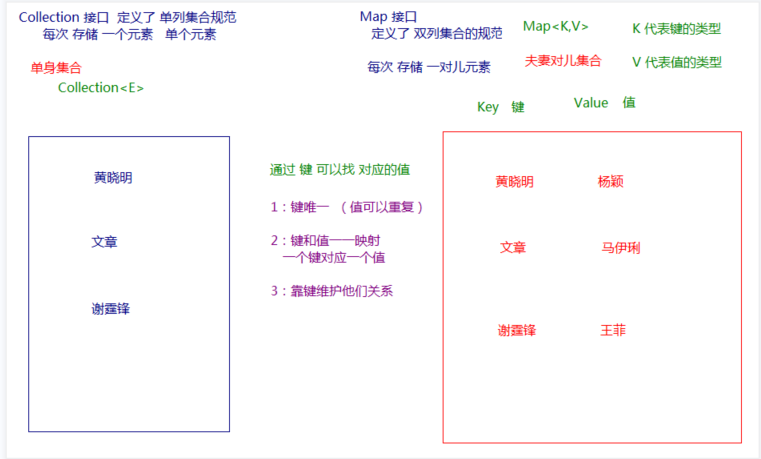 Collection 接口 定义了 单列集合规范
每次 存储 一个元素 单个元素
单身集合
Collection<E>
黄晓明
文章
谢霆锋
Map 接口
定义了 双列集合的规范
每次 存储 一对儿元素
Map<K,V>
夫妻对儿集合
K 代表键的类型
V 代表值的类型
Key 键
Value 值
通过 键 可以找 对应的值
1：键唯一 （值可以重复）
2：键和值一一映射
一个键对应一个值
3：靠键维护他们关系
黄晓明 杨颖
文章 马伊琍
谢霆锋 王菲